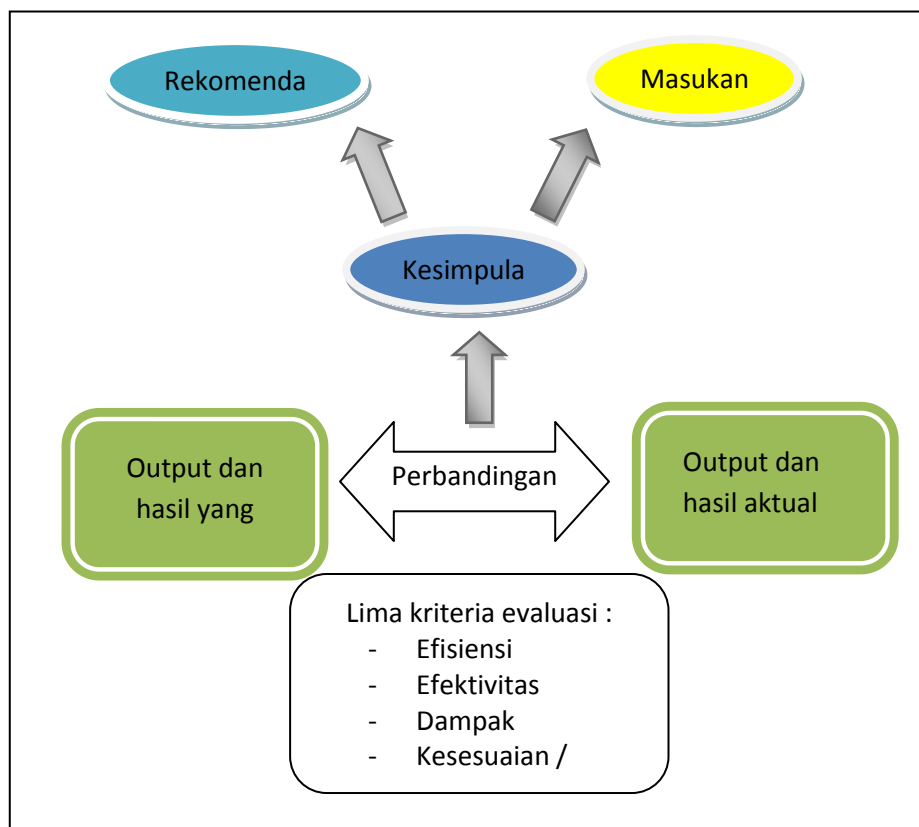 Rekomenda
Masukan
Kesimpula
Output dan
hasil yang
Perbandingan
Output dan
hasil aktual
Lima kriteria evaluasi :
- Efisiensi
- Efektivitas
- Dampak
- Kesesuaian /